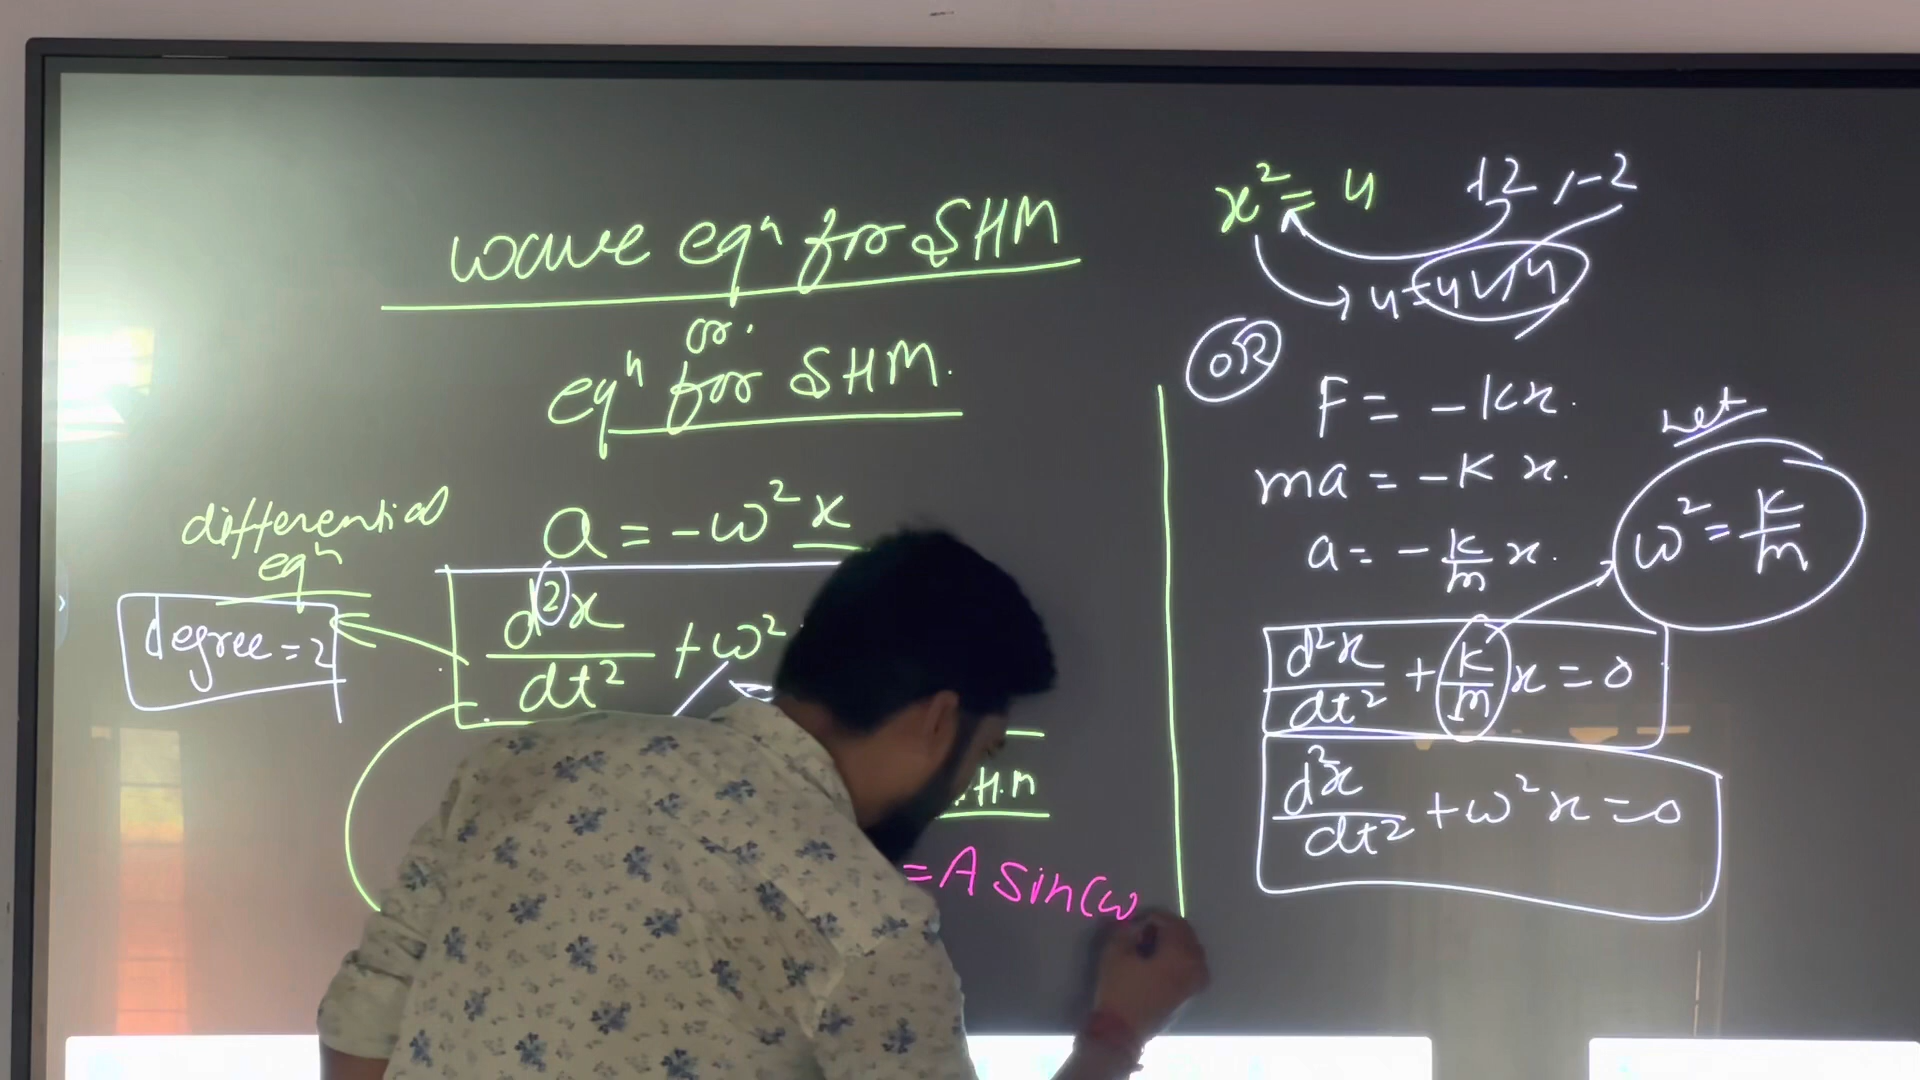 wave eqⁿ for SHM
or
eqⁿ for SHM.
a = -ω²x
differential
eqⁿ
degree = 2
d²x/dt² + ω²
.H.M
= A sin(ω
x² = 4
+2, -2
4 = 4
OR
F = -kx.
ma = -k x.
a = - k/m x.
Let
ω² = k/m
d²x/dt² + k/m x = 0
d²x/dt² + ω²x = 0